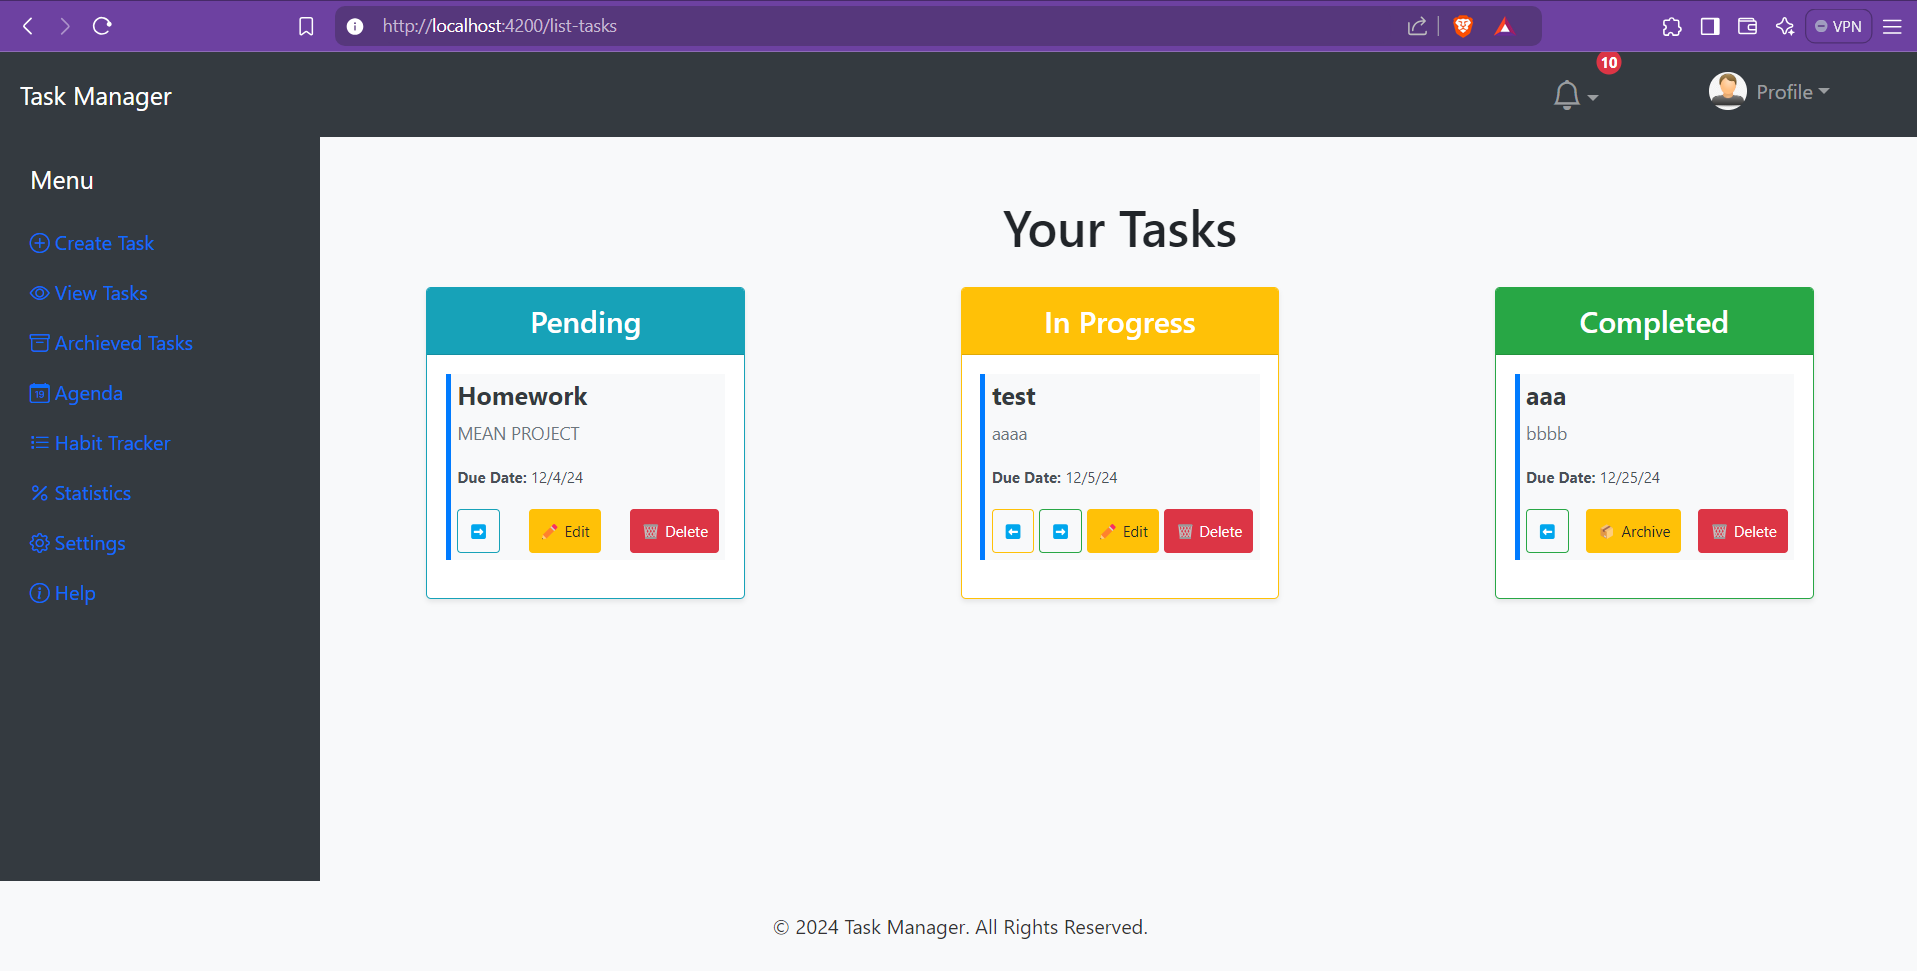 http://localhost:4200/list-tasks
VPN
Task Manager
10
Profile
Menu
Create Task
View Tasks
Archieved Tasks
19
Agenda
Habit Tracker
Statistics
Settings
Help
Your Tasks
Pending
Homework
MEAN PROJECT
Due Date: 12/4/24
Edit
Delete
In Progress
test
aaaa
Due Date: 12/5/24
Edit
Delete
Completed
aaa
bbbb
Due Date: 12/25/24
Archive
Delete
© 2024 Task Manager. All Rights Reserved.